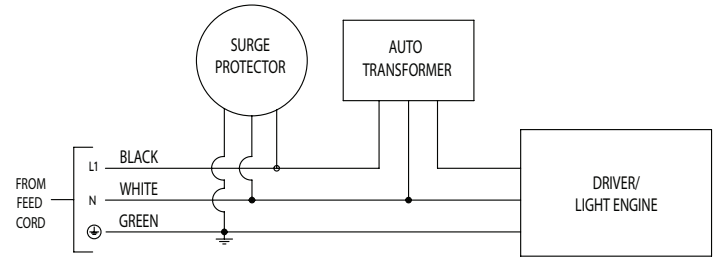 SURGE
PROTECTOR
AUTO
TRANSFORMER
FROM
FEED
CORD
L1
BLACK
N
WHITE
GREEN
DRIVER/
LIGHT ENGINE